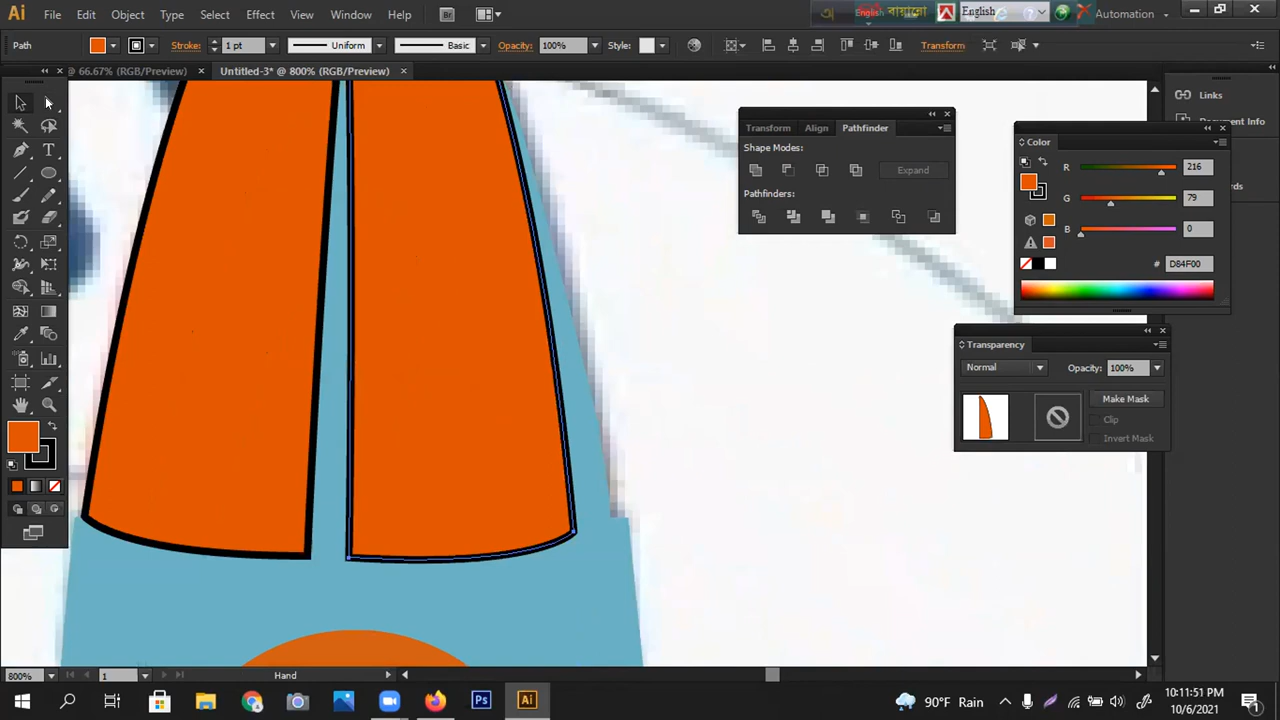 Ai File Edit Object Type Select Effect View Window Help Br এ বায়ান্নো English Automation
Path Stroke: 1 pt Uniform Basic Opacity: 100% Style: Transform
@ 66.67% (RGB/Preview) × Untitled-3* @ 800% (RGB/Preview) ×
Links
Document Info
Transform Align Pathfinder
Shape Modes:
Expand
Pathfinders:
Color
R 216
G 79
B 0
# D84F00
Transparency
Normal Opacity: 100%
Make Mask
Clip
Invert Mask
800% 1 Hand
90°F Rain
10:11:51 PM
10/6/2021